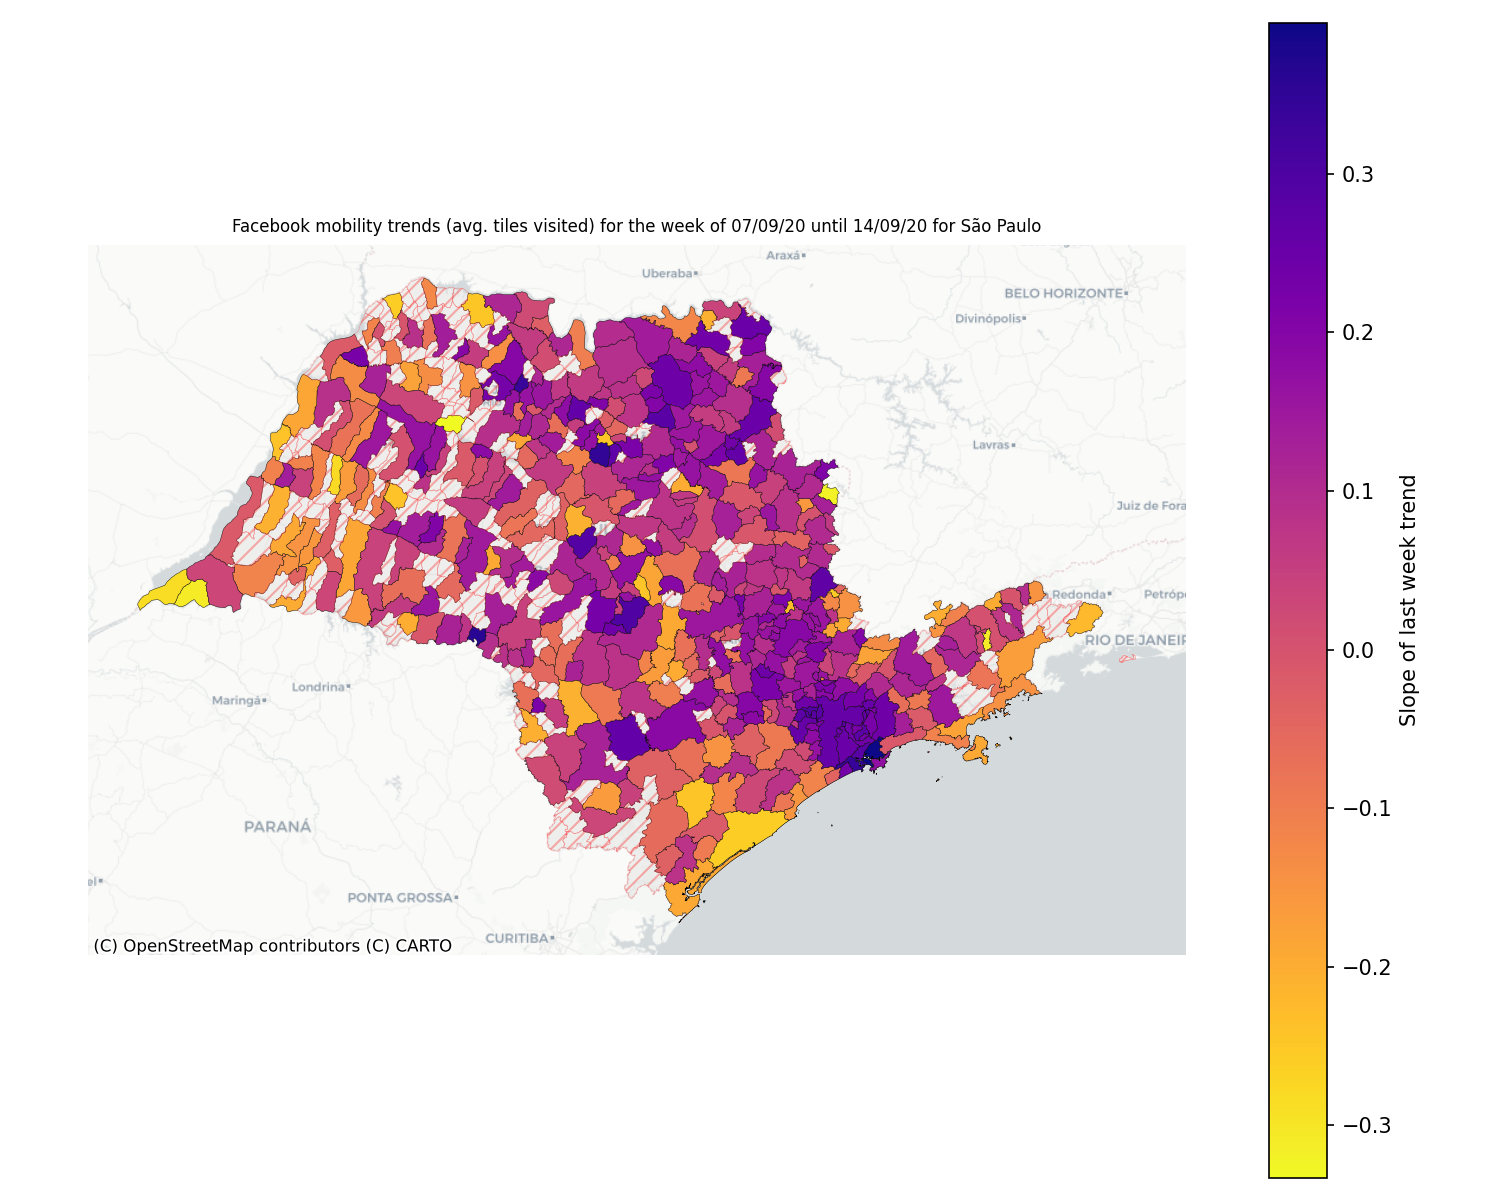 Facebook mobility trends (avg. tiles visited) for the week of 07/09/20 until 14/09/20 for São Paulo
Araxá
Uberaba
BELO HORIZONTE
Divinópolis
Lavras
Juiz de Fora
Redonda
Petróp
RIO DE JANEIR
Londrina
Maringá
PARANÁ
el
PONTA GROSSA
CURITIBA
(C) OpenStreetMap contributors (C) CARTO
0.3
0.2
0.1
0.0
−0.1
−0.2
−0.3
Slope of last week trend